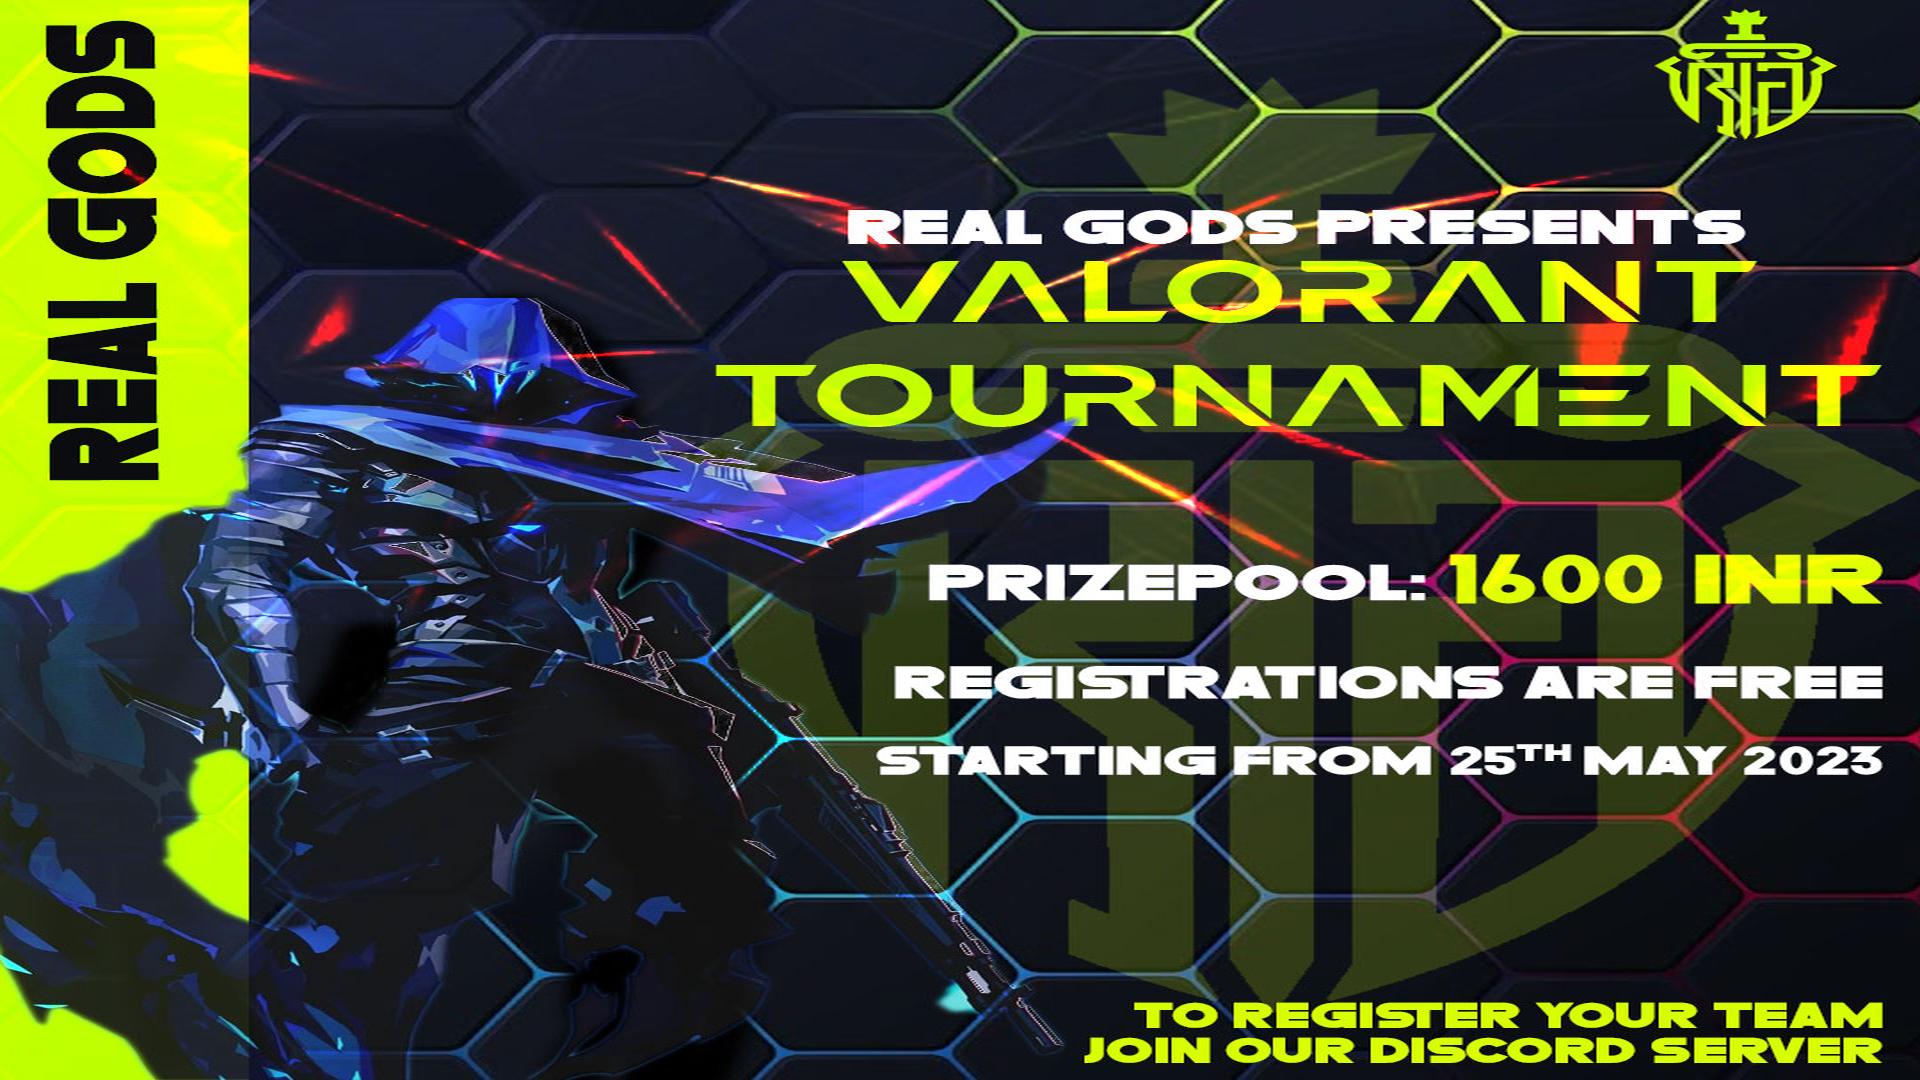 REAL GODS
REAL GODS PRESENTS
VALORANT
TOURNAMENT
PRIZEPOOL: 1600 INR
REGISTRATIONS ARE FREE
STARTING FROM 25TH MAY 2023
TO REGISTER YOUR TEAM
JOIN OUR DISCORD SERVER